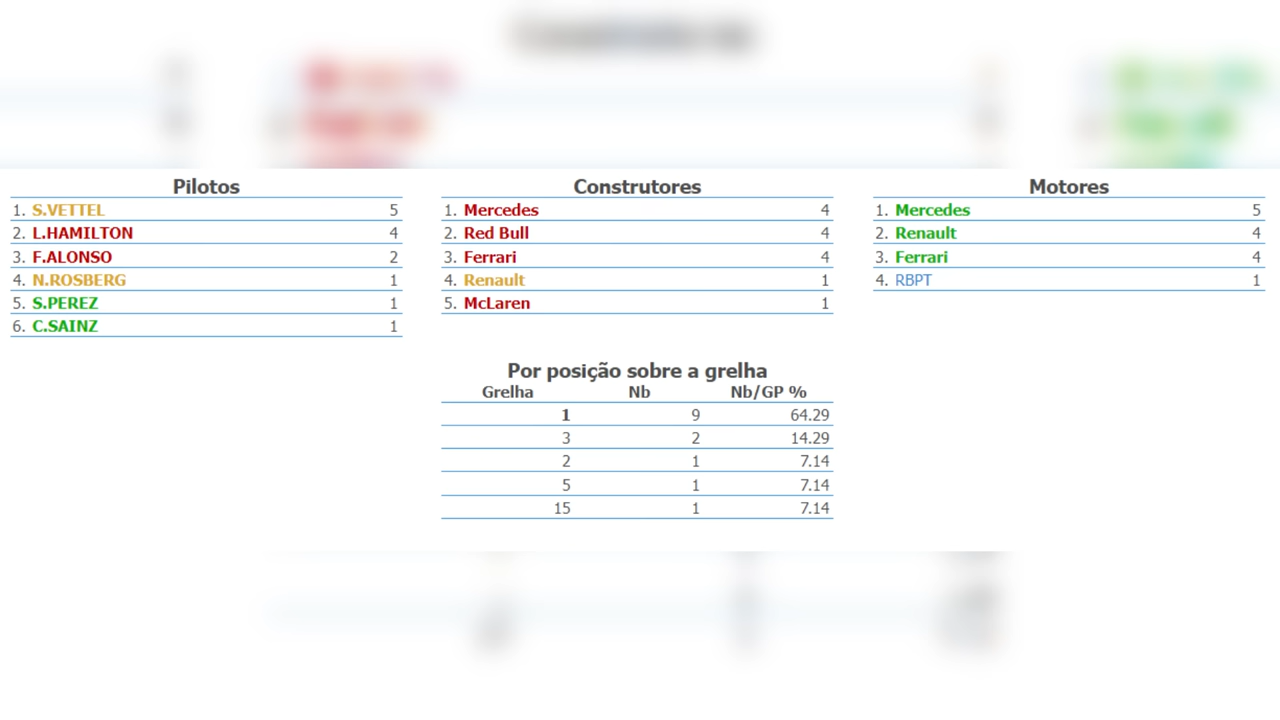 Pilotos
1. S.VETTEL 5
2. L.HAMILTON 4
3. F.ALONSO 2
4. N.ROSBERG 1
5. S.PEREZ 1
6. C.SAINZ 1
Construtores
1. Mercedes 4
2. Red Bull 4
3. Ferrari 4
4. Renault 1
5. McLaren 1
Motores
1. Mercedes 5
2. Renault 4
3. Ferrari 4
4. RBPT 1
Por posição sobre a grelha
Grelha Nb Nb/GP %
1 9 64.29
3 2 14.29
2 1 7.14
5 1 7.14
15 1 7.14